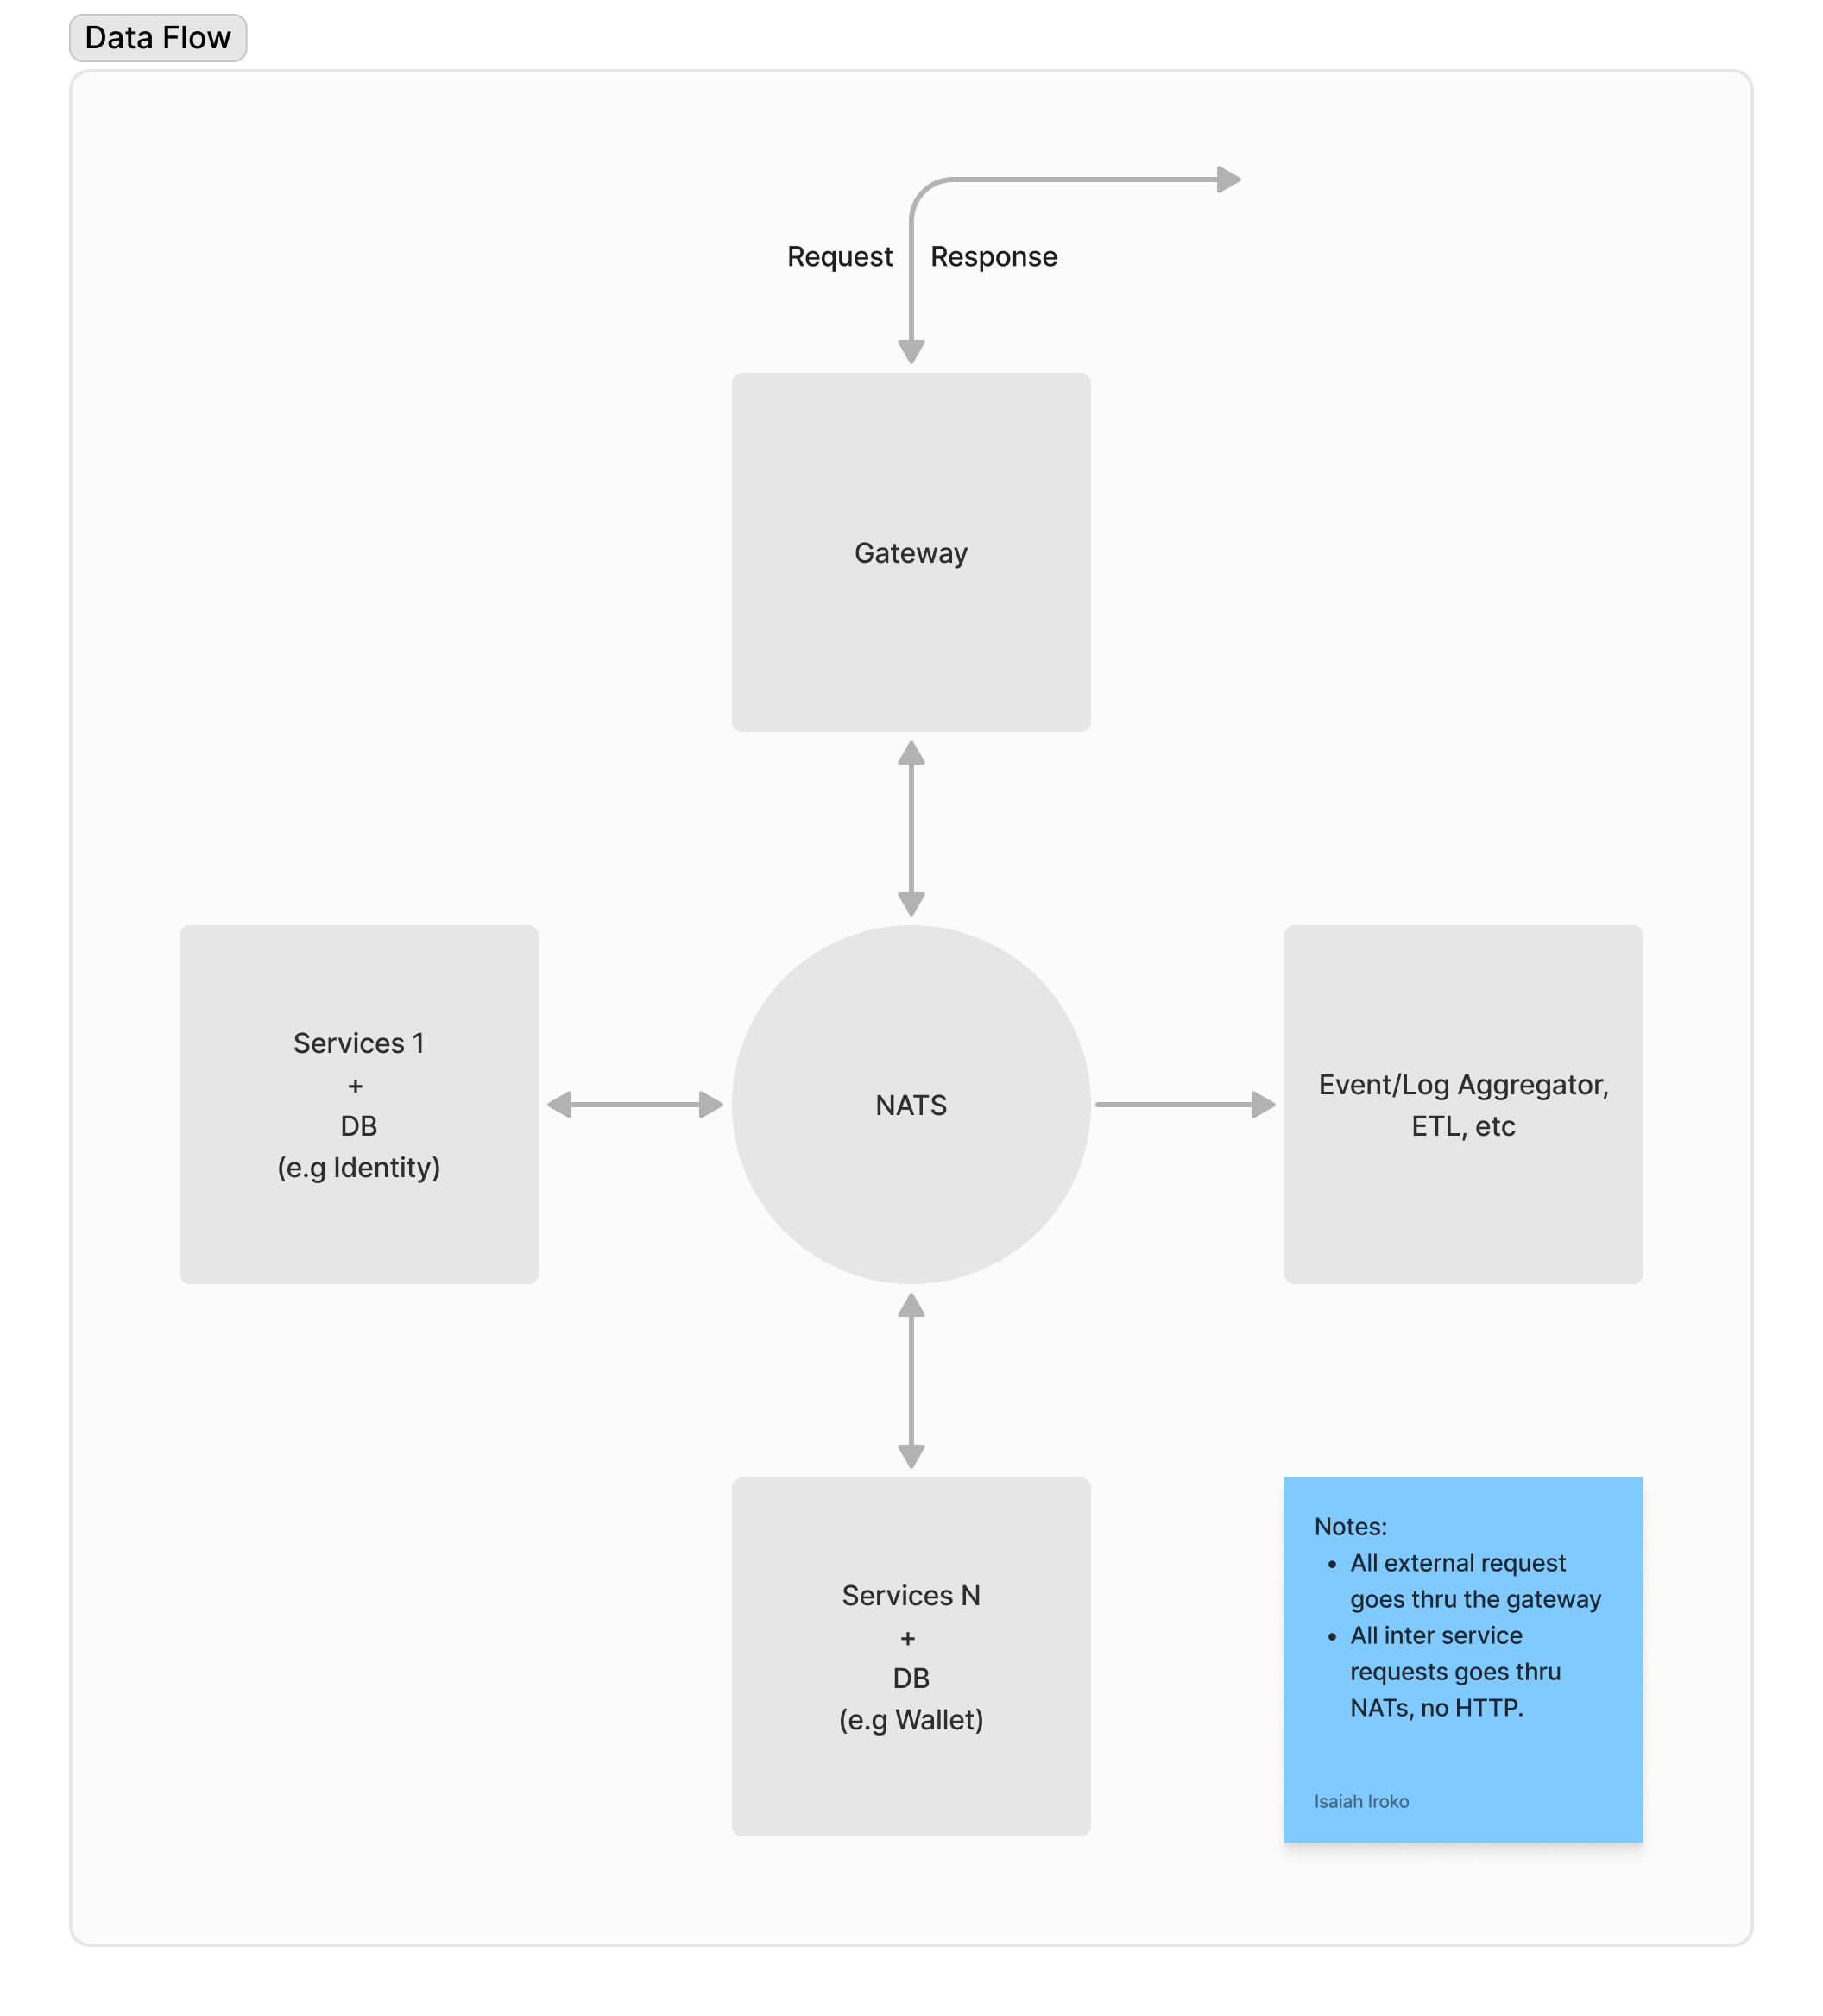 Data Flow
Request
Response
Gateway
Services 1
+
DB
(e.g Identity)
NATS
Event/Log Aggregator,
ETL, etc
Services N
+
DB
(e.g Wallet)
Notes:
• All external request
goes thru the gateway
• All inter service
requests goes thru
NATs, no HTTP.
Isaiah Iroko